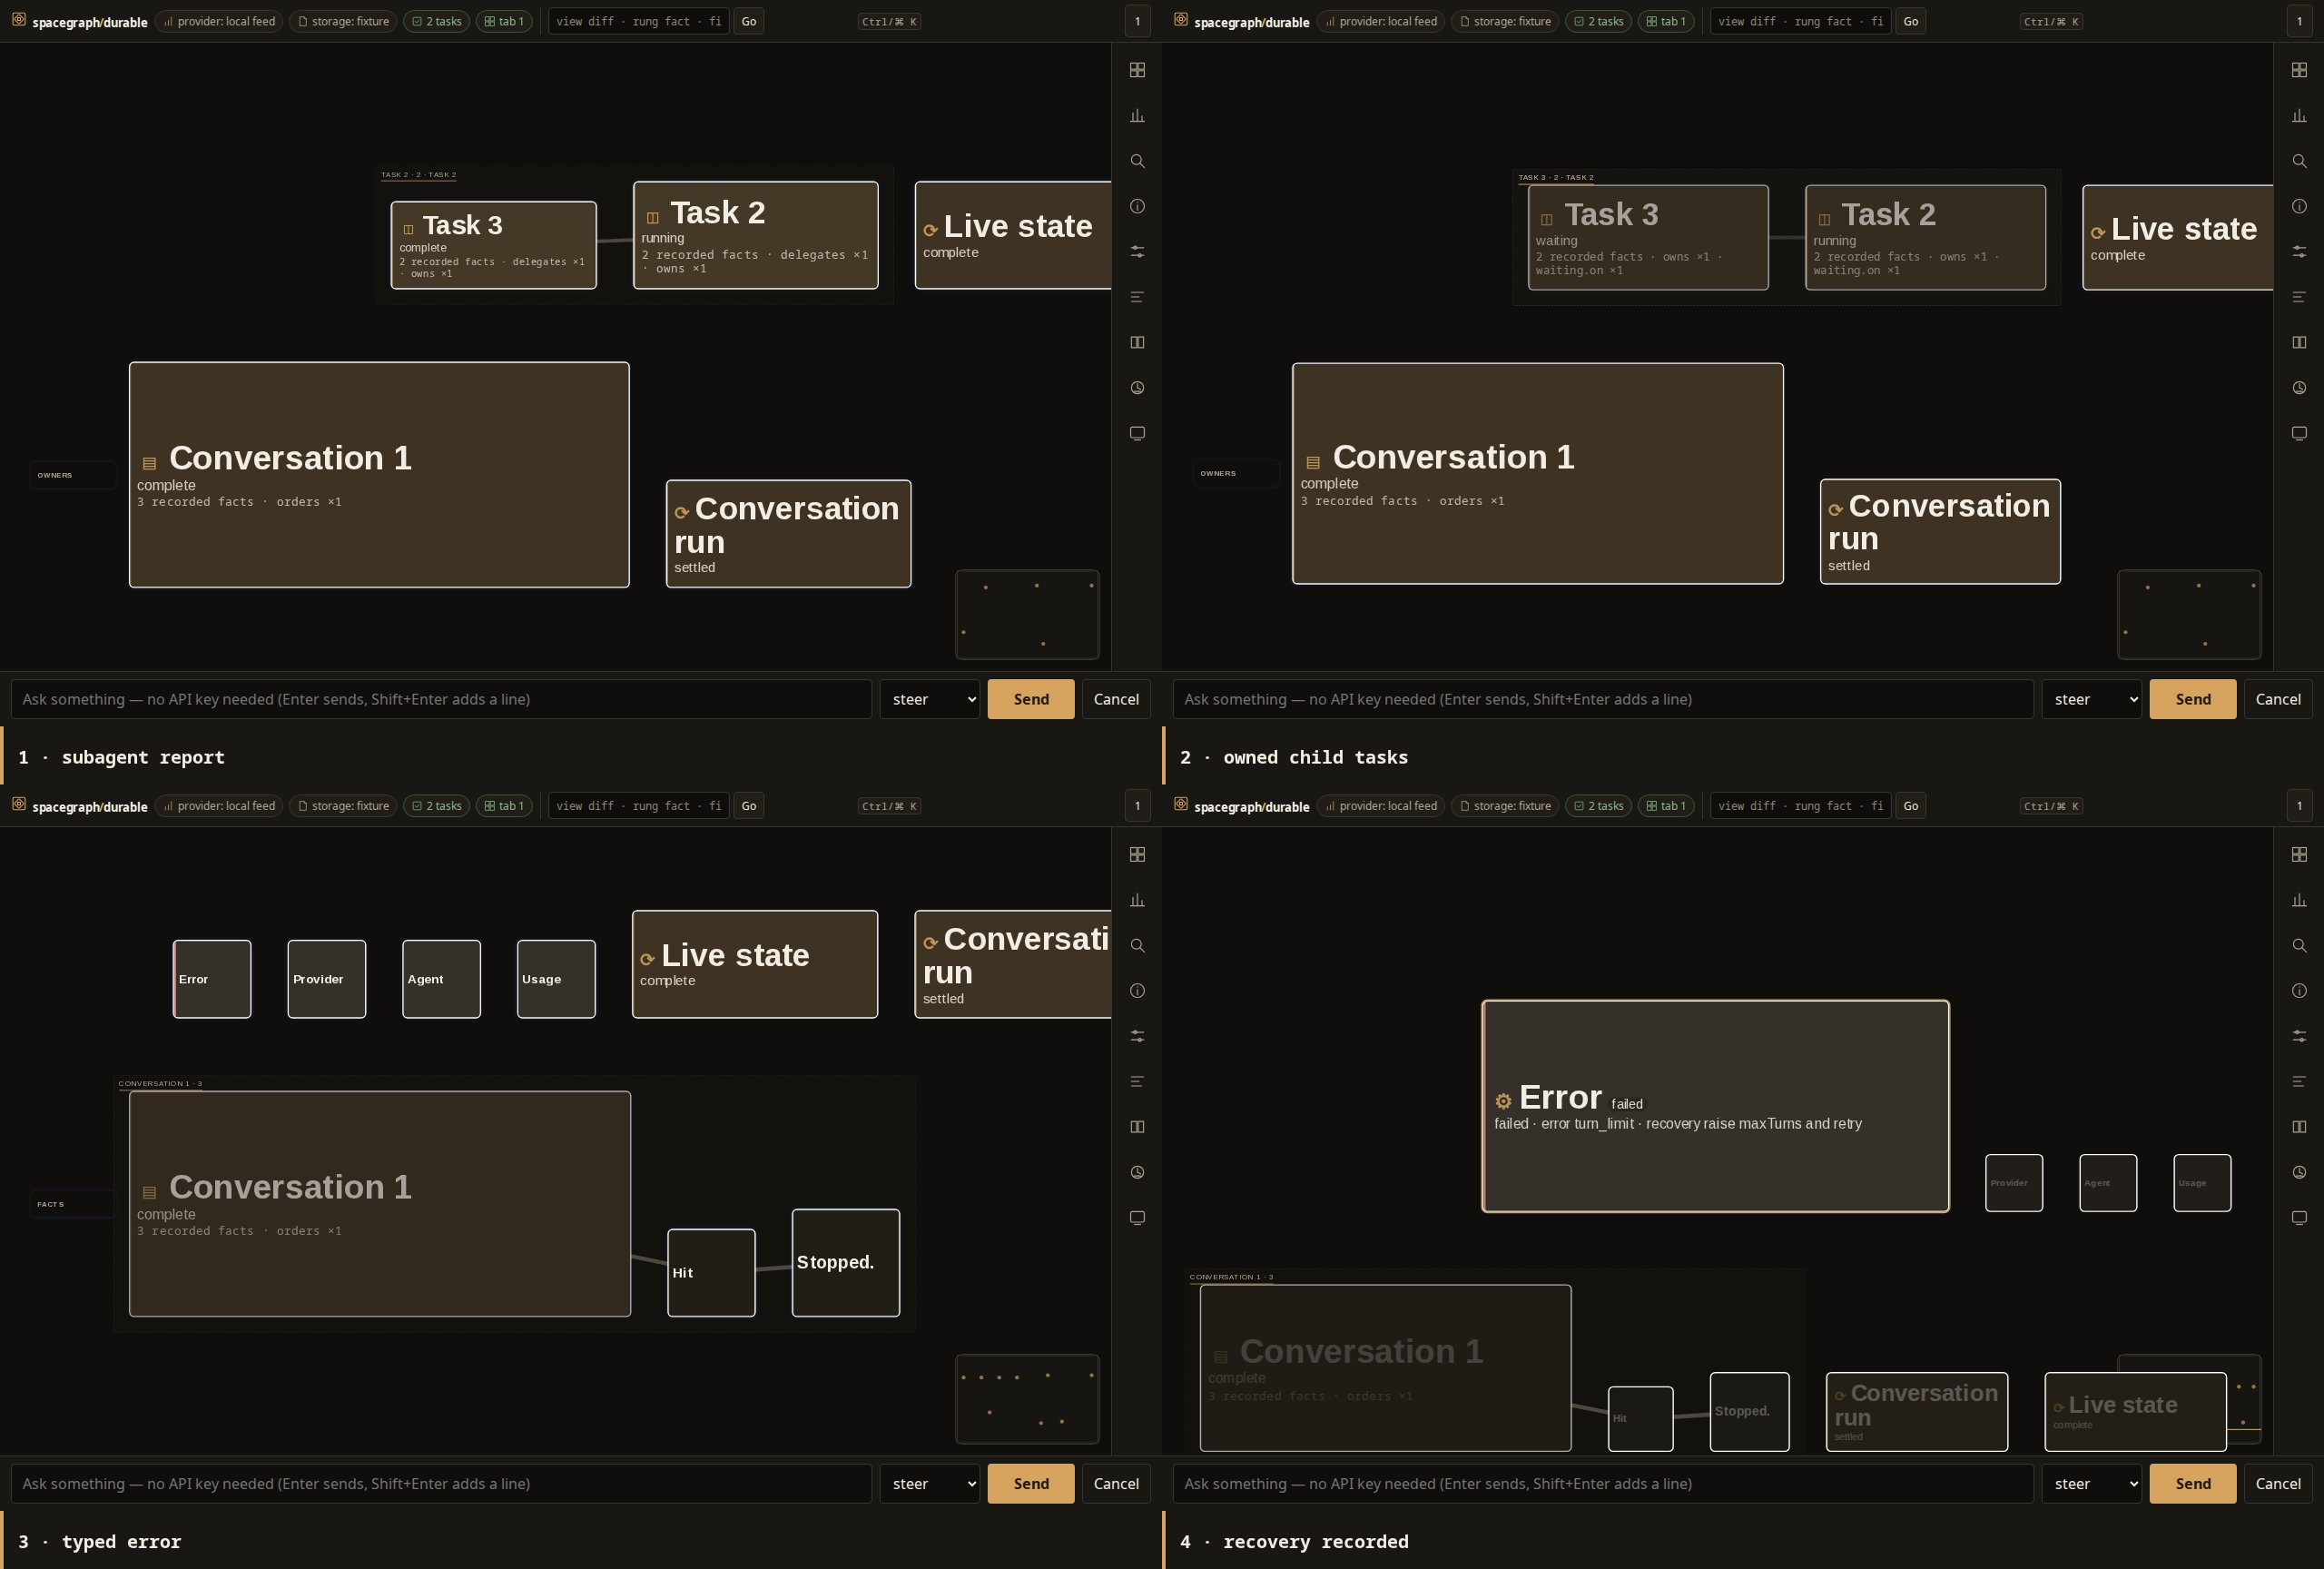 spacegraph/durable
provider: local feed
storage: fixture
2 tasks
tab 1
view diff · rung fact · fi
Go
Ctrl/⌘ K
1
TASK 2 · 2 · TASK 2
Task 3
complete
2 recorded facts · delegates ×1
· owns ×1
Task 2
running
2 recorded facts · delegates ×1
· owns ×1
Live state
complete
OWNERS
Conversation 1
complete
3 recorded facts · orders ×1
Conversation
run
settled
Ask something — no API key needed (Enter sends, Shift+Enter adds a line)
steer
Send
Cancel
1 · subagent report
spacegraph/durable
provider: local feed
storage: fixture
2 tasks
tab 1
view diff · rung fact · fi
Go
Ctrl/⌘ K
1
TASK 3 · 2 · TASK 2
Task 3
waiting
2 recorded facts · owns ×1 ·
waiting.on ×1
Task 2
running
2 recorded facts · owns ×1 ·
waiting.on ×1
Live state
complete
OWNERS
Conversation 1
complete
3 recorded facts · orders ×1
Conversation
run
settled
Ask something — no API key needed (Enter sends, Shift+Enter adds a line)
steer
Send
Cancel
2 · owned child tasks
spacegraph/durable
provider: local feed
storage: fixture
2 tasks
tab 1
view diff · rung fact · fi
Go
Ctrl/⌘ K
1
Error
Provider
Agent
Usage
Live state
complete
Conversati
run
settled
CONVERSATION 1 · 3
FACTS
Conversation 1
complete
3 recorded facts · orders ×1
Hit
Stopped.
Ask something — no API key needed (Enter sends, Shift+Enter adds a line)
steer
Send
Cancel
3 · typed error
spacegraph/durable
provider: local feed
storage: fixture
2 tasks
tab 1
view diff · rung fact · fi
Go
Ctrl/⌘ K
1
Error failed
failed · error turn_limit · recovery raise maxTurns and retry
Provider
Agent
Usage
CONVERSATION 1 · 3
Conversation 1
complete
3 recorded facts · orders ×1
Hit
Stopped.
Conversation
run
settled
Live state
complete
Ask something — no API key needed (Enter sends, Shift+Enter adds a line)
steer
Send
Cancel
4 · recovery recorded